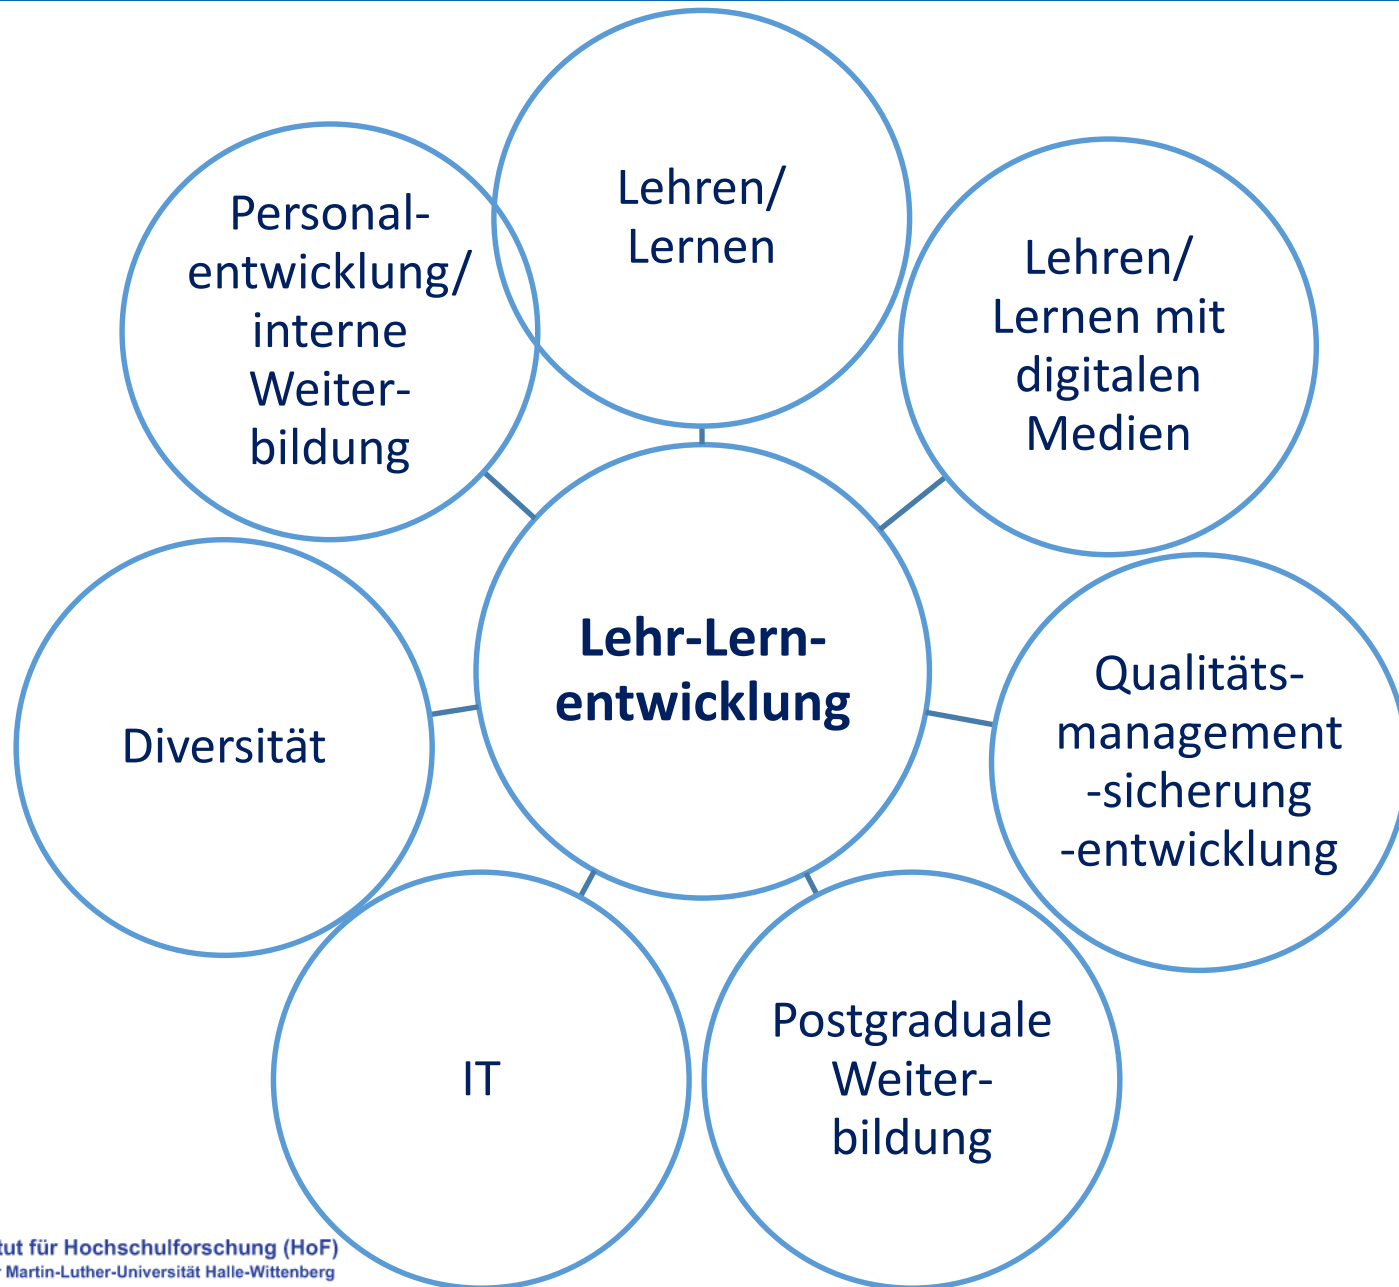 Lehren/
Lernen
Personal-
entwicklung/
interne
Weiter-
bildung
Lehren/
Lernen mit
digitalen
Medien
Lehr-Lern-
entwicklung
Qualitäts-
management
-sicherung
-entwicklung
Diversität
IT
Postgraduale
Weiter-
bildung
für Hochschulforschung (HoF)
Martin-Luther-Universität Halle-Wittenberg